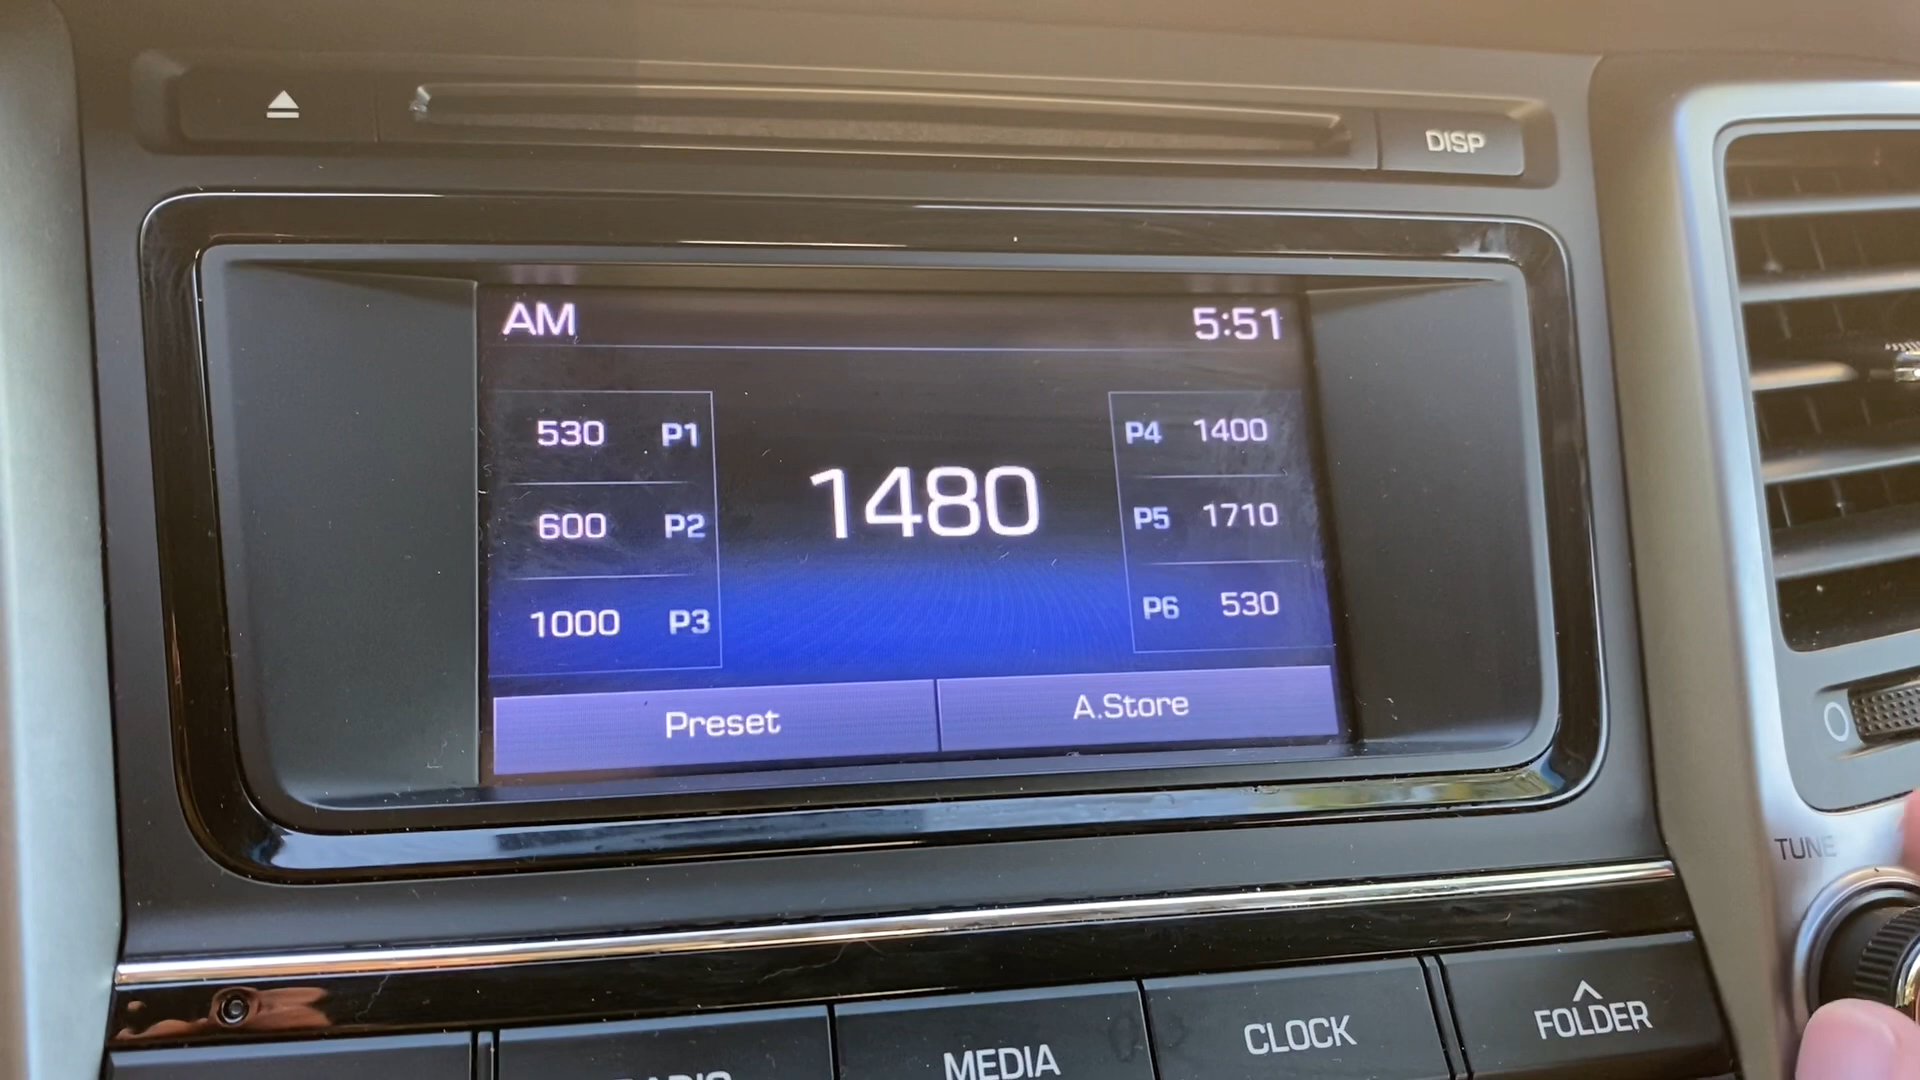 DISP
AM 5:51
530 P1
600 P2
1000 P3
1480
P4 1400
P5 1710
P6 530
Preset A.Store
TUNE
MEDIA
CLOCK
FOLDER